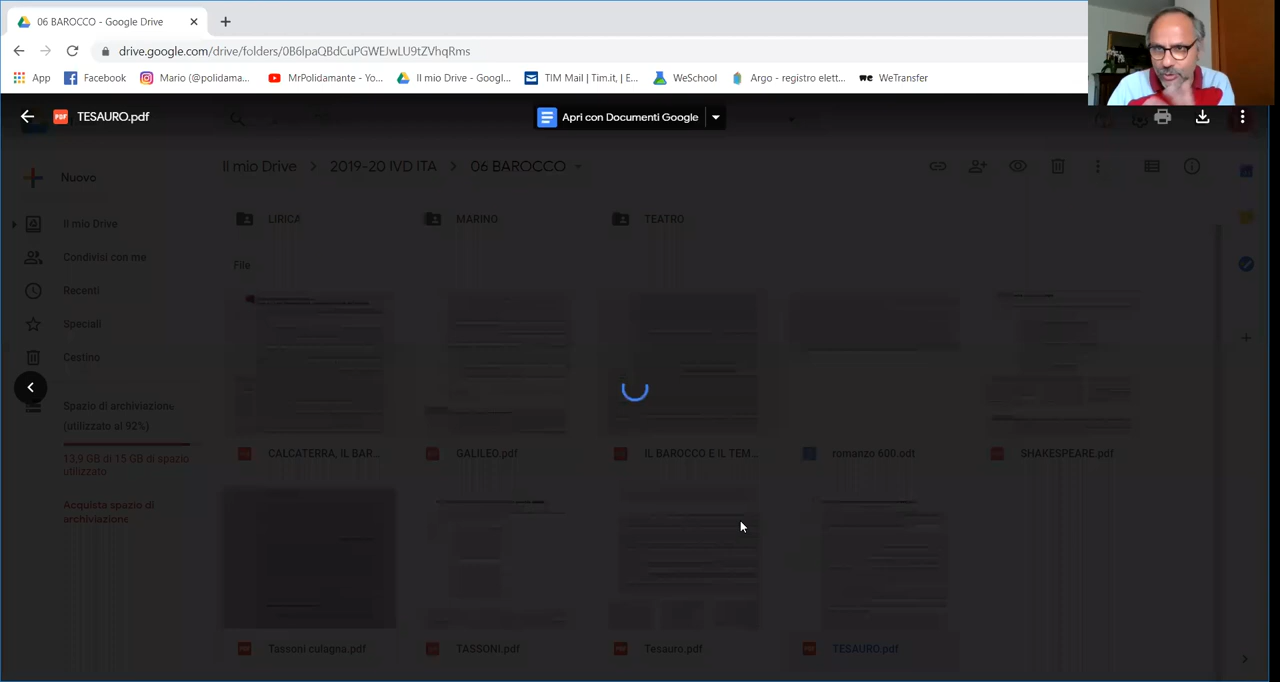 06 BAROCCO - Google Drive
drive.google.com/drive/folders/0B6lpaQBdCuPGWEJwLU9tZVhqRms
App Facebook Mario (@polidama... MrPolidamante - Yo... Il mio Drive - Googl... TIM Mail | Tim.it, | E... WeSchool Argo - registro elett... WeTransfer
PDF TESAURO.pdf Apri con Documenti Google
Nuovo Il mio Drive 2019-20 IVD ITA 06 BAROCCO
LIRICA MARINO TEATRO
Il mio Drive
Condivisi con me
File
Recenti
Speciali
Cestino
Spazio di archiviazione
(utilizzato al 92%)
13,9 GB di 15 GB di spazio
utilizzato
Acquista spazio di
archiviazione
CALCATERRA, IL BAR... GALILEO.pdf IL BAROCCO E IL TEM... romanzo 600.odt SHAKESPEARE.pdf
Tassoni culagna.pdf TASSONI.pdf Tesauro.pdf TESAURO.pdf